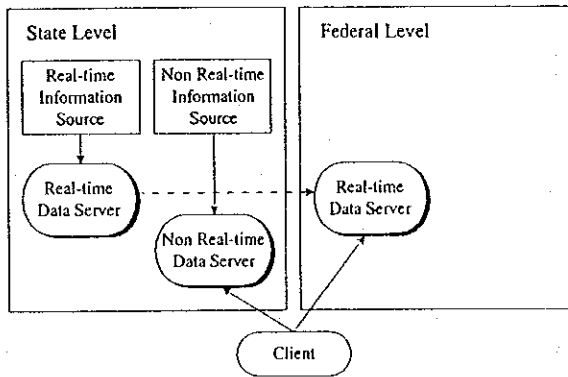 State Level
Federal Level
Real-time
Information
Source
Non Real-time
Information
Source
Real-time
Data Server
Real-time
Data Server
Non Real-time
Data Server
Client